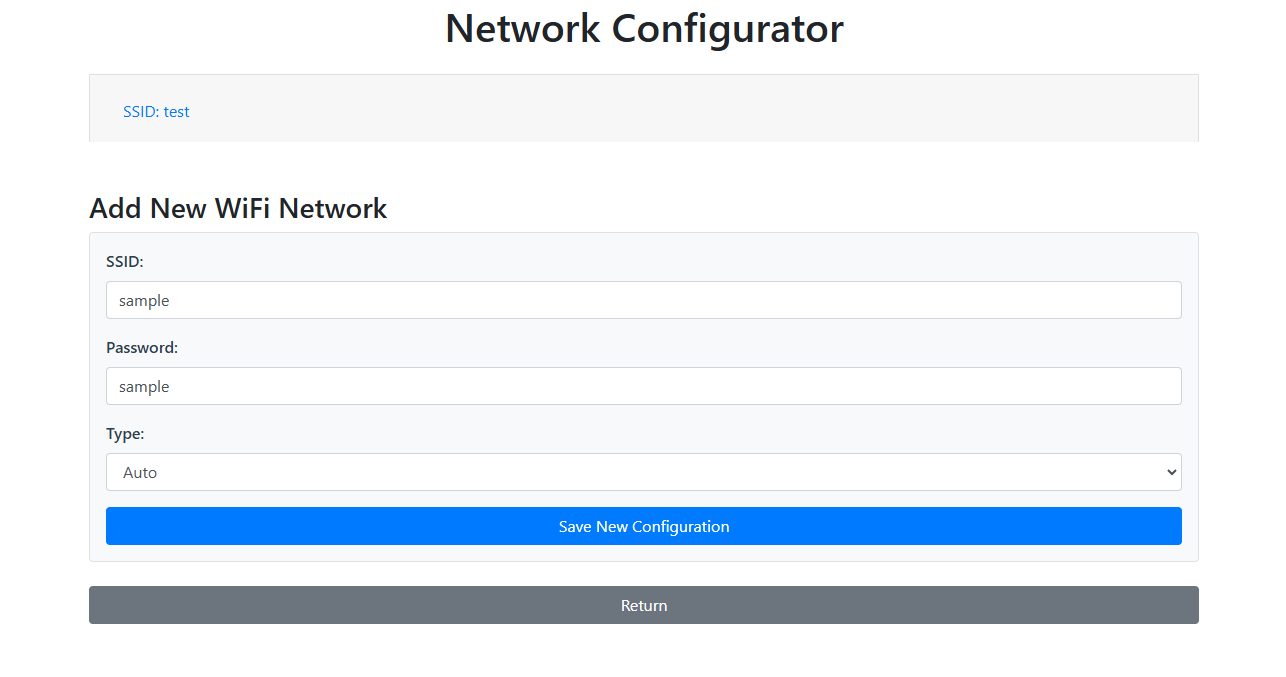 Network Configurator
SSID: test
Add New WiFi Network
SSID:
sample
Password:
sample
Type:
Auto
Save New Configuration
Return